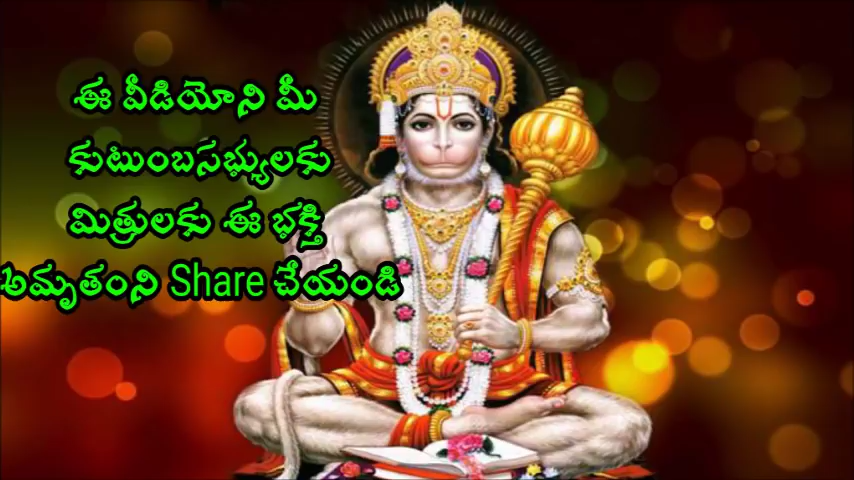 ఈ వీడియోని మీ
కుటుంబసభ్యులకు
మిత్రులకు ఈ భక్తి
అమృతంని Share చేయండి